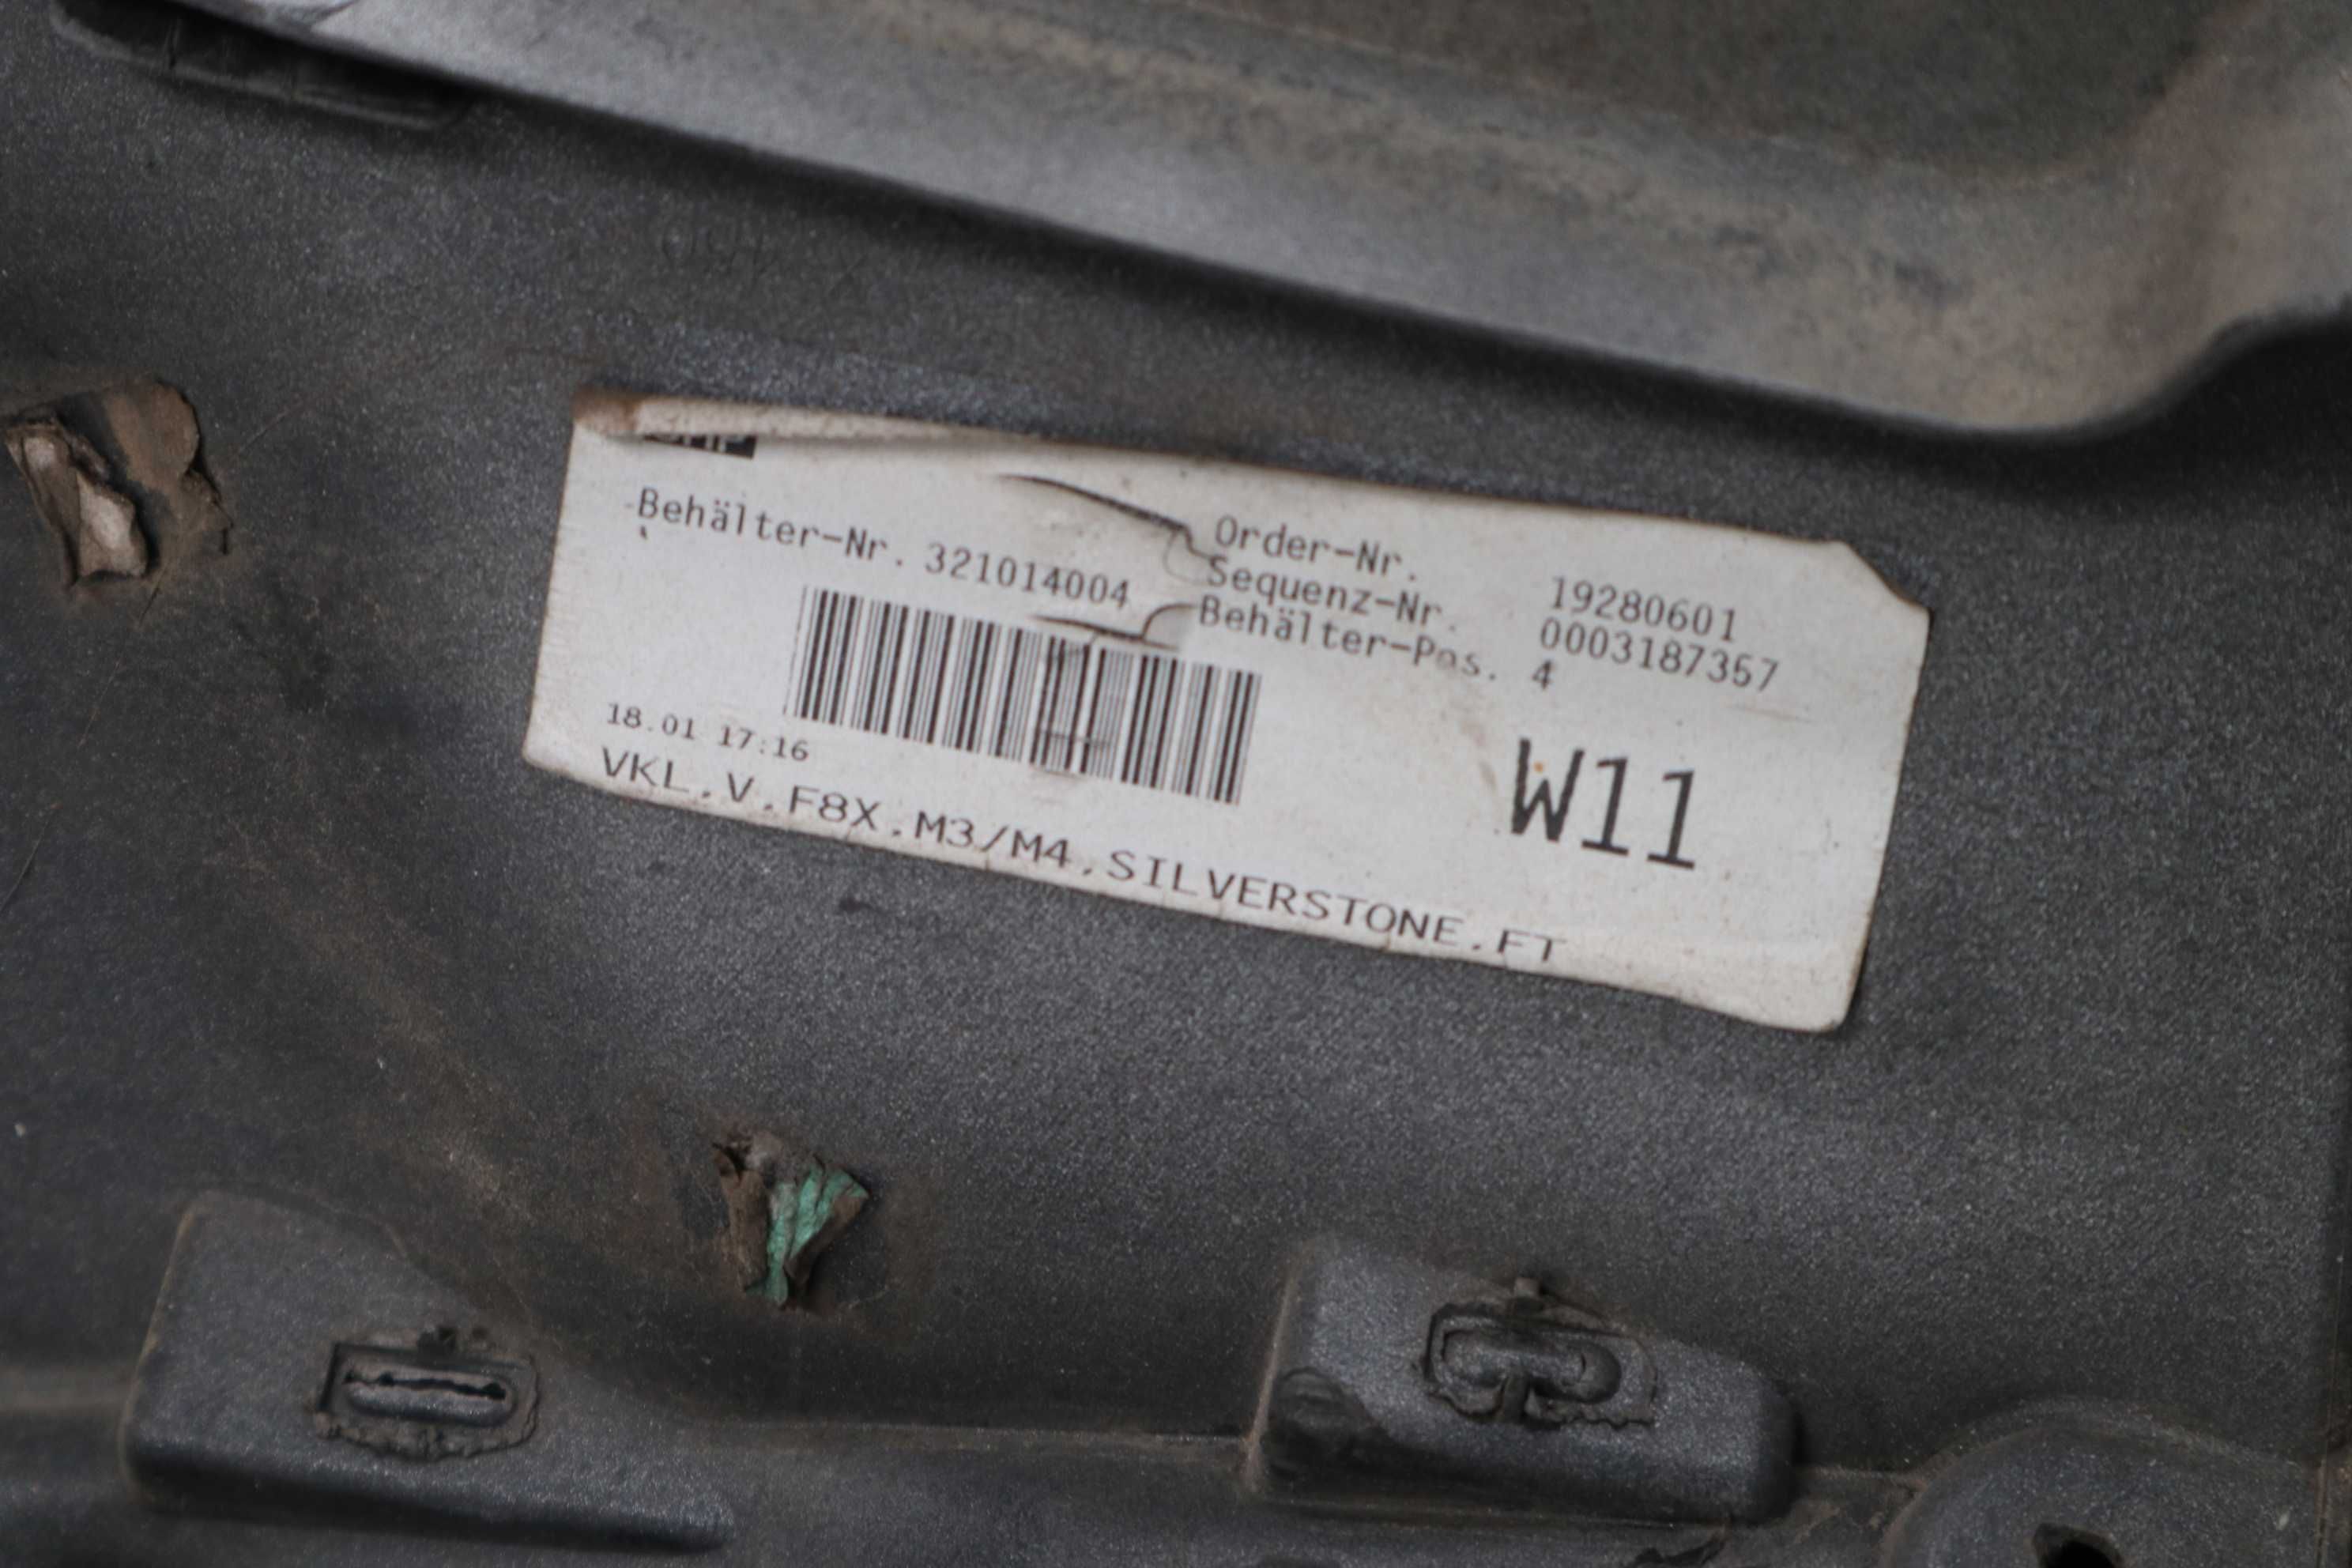 Behälter-Nr. 321014004
Order-Nr. 19280601
Sequenz-Nr. 0003187357
Behälter-Pos. 4
18.01 17:16
W11
VKL.V.F8X.M3/M4.SILVERSTONE.FT